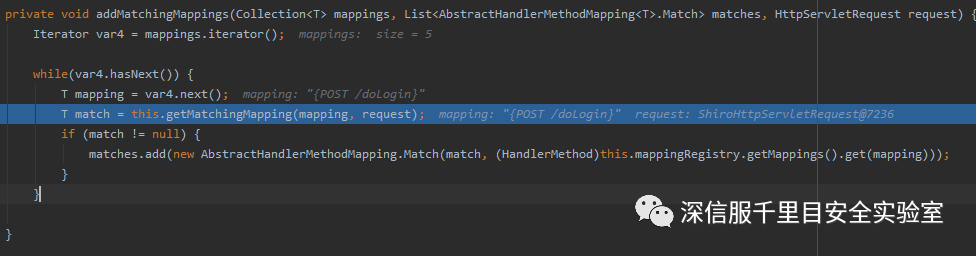 private void addMatchingMappings(Collection<T> mappings, List<AbstractHandlerMethodMapping<T>.Match> matches, HttpServletRequest request) {
Iterator var4 = mappings.iterator();  mappings:  size = 5
while(var4.hasNext()) {
T mapping = var4.next();  mapping: "{POST /doLogin}"
T match = this.getMatchingMapping(mapping, request);  mapping: "{POST /doLogin}"  request: ShiroHttpServletRequest@7236
if (match != null) {
matches.add(new AbstractHandlerMethodMapping.Match(match, (HandlerMethod)this.mappingRegistry.getMappings().get(mapping)));
}
}
深信服千里目安全实验室
}